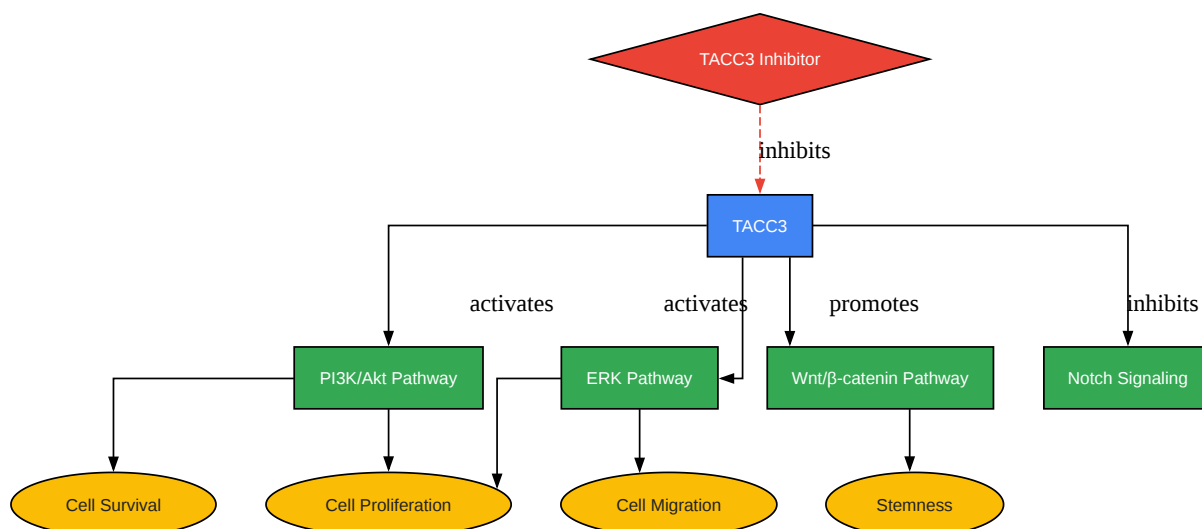 TACC3 Inhibitor
inhibits
TACC3
activates
activates
promotes
inhibits
PI3K/Akt Pathway
ERK Pathway
Wnt/β-catenin Pathway
Notch Signaling
Cell Survival
Cell Proliferation
Cell Migration
Stemness